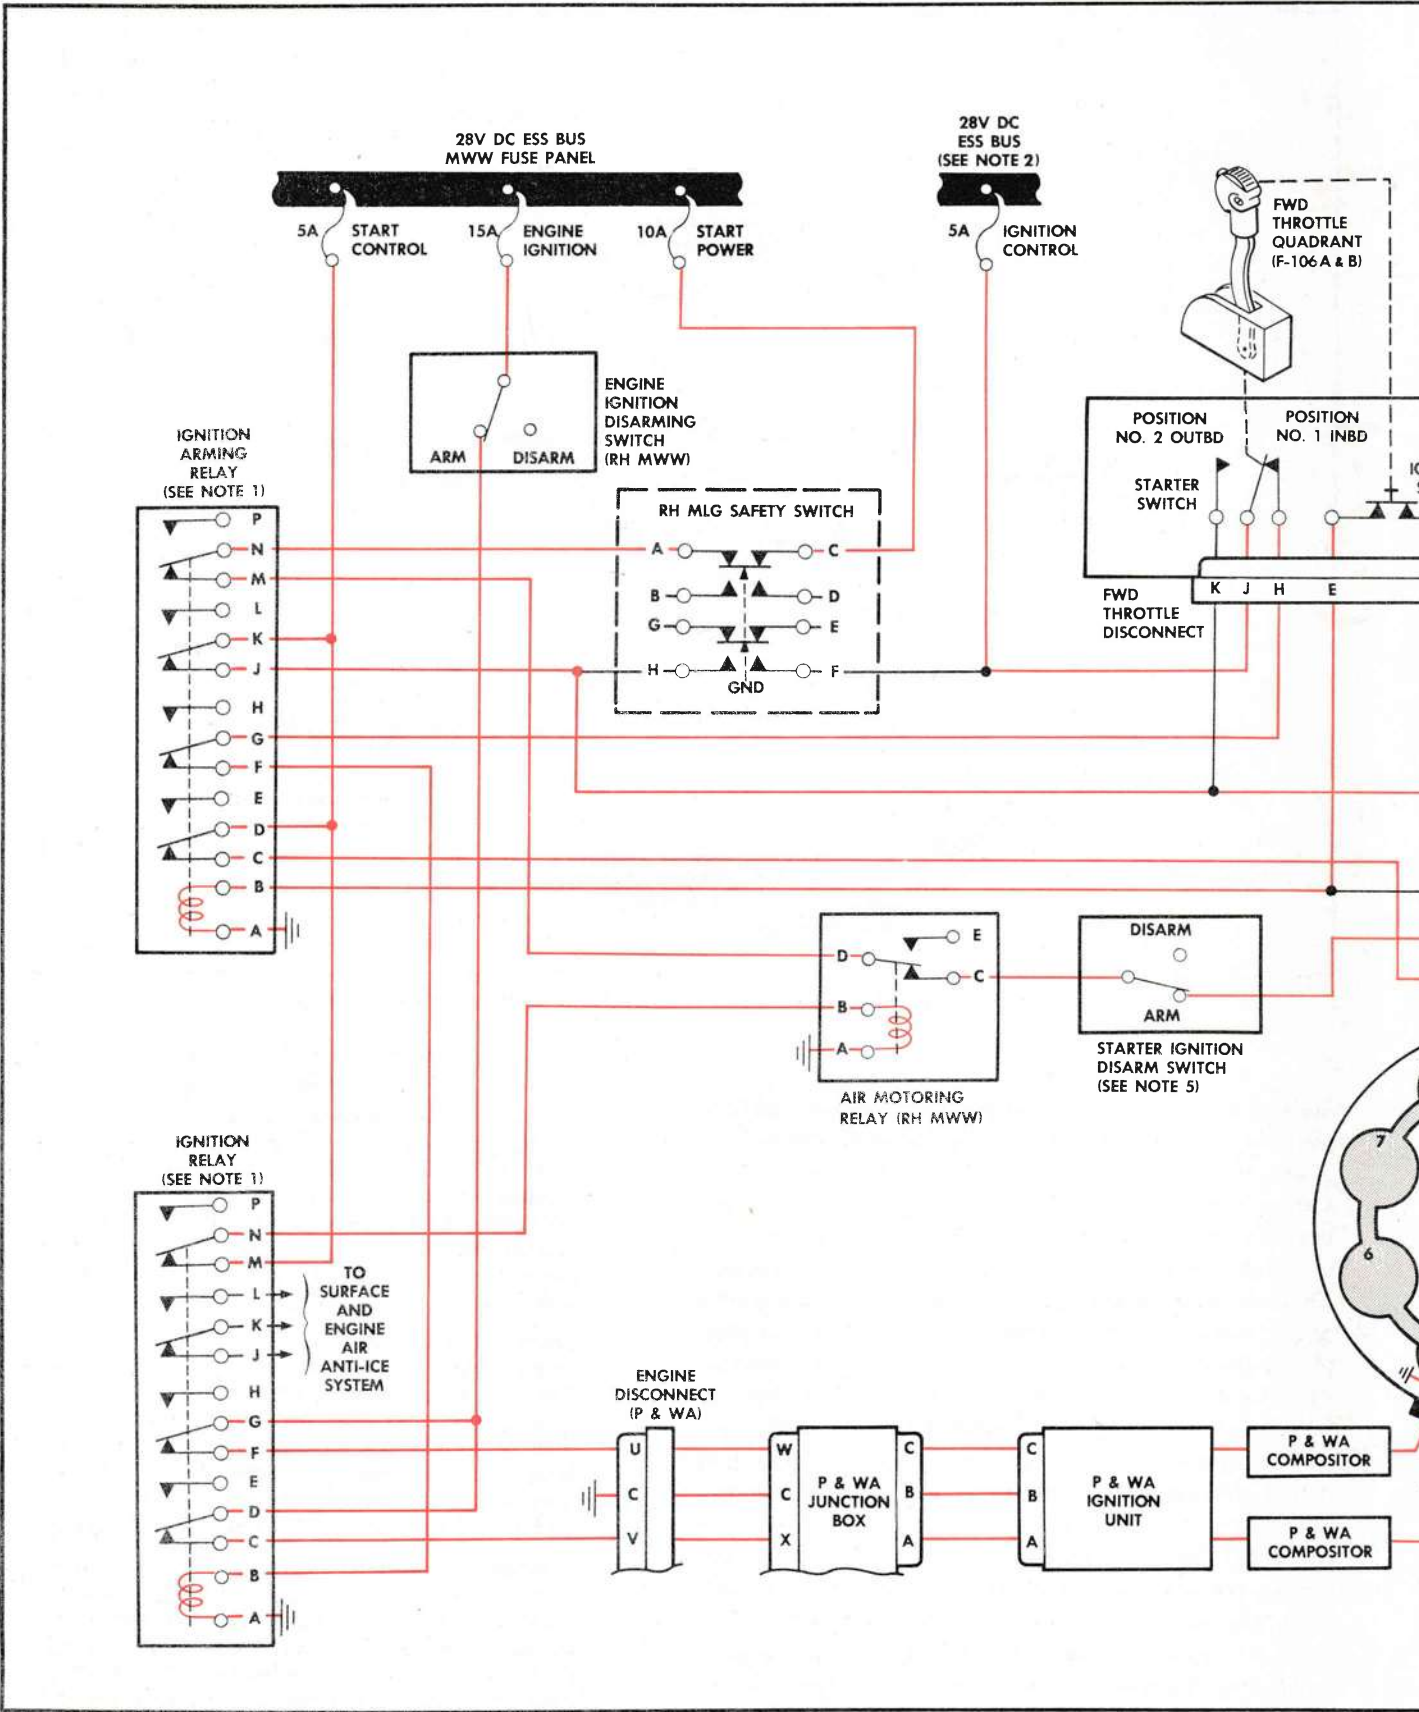 28V DC ESS BUS
MWW FUSE PANEL
5A
START
CONTROL
15A
ENGINE
IGNITION
10A
START
POWER
28V DC
ESS BUS
(SEE NOTE 2)
5A
IGNITION
CONTROL
FWD
THROTTLE
QUADRANT
(F-106A & B)
ENGINE
IGNITION
DISARMING
SWITCH
(RH MWW)
ARM
DISARM
POSITION
NO. 2 OUTBD
POSITION
NO. 1 INBD
STARTER
SWITCH
K
J
H
E
FWD
THROTTLE
DISCONNECT
IGNITION
ARMING
RELAY
(SEE NOTE 1)
P
N
M
L
K
J
H
G
F
E
D
C
B
A
RH MLG SAFETY SWITCH
A
C
B
D
G
E
H
F
GND
D
E
C
B
A
AIR MOTORING
RELAY (RH MWW)
DISARM
ARM
STARTER IGNITION
DISARM SWITCH
(SEE NOTE 5)
7
6
IGNITION
RELAY
(SEE NOTE 1)
P
N
M
L
K
J
H
G
F
E
D
C
B
A
TO
SURFACE
AND
ENGINE
AIR
ANTI-ICE
SYSTEM
ENGINE
DISCONNECT
(P & WA)
U
C
V
W
C
X
P & WA
JUNCTION
BOX
C
B
A
C
B
A
P & WA
IGNITION
UNIT
P & WA
COMPOSITOR
P & WA
COMPOSITOR